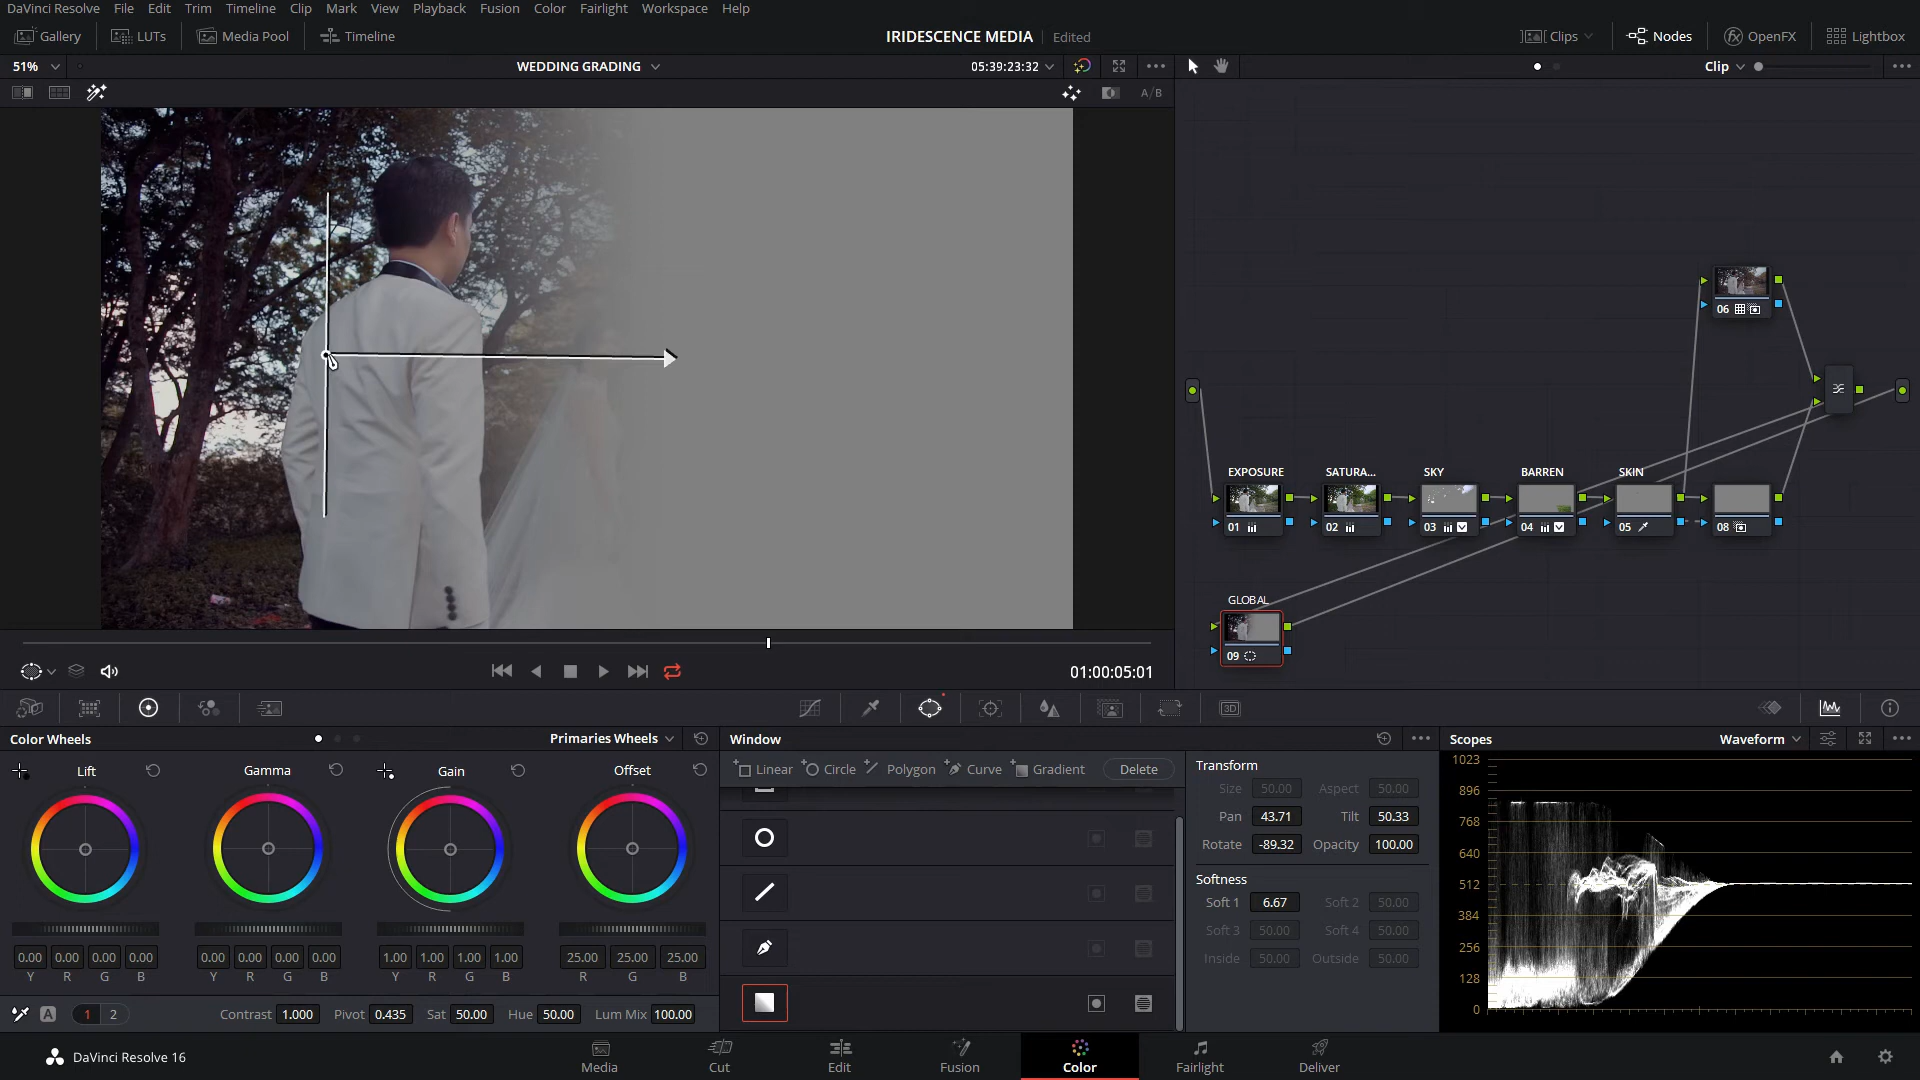 DaVinci Resolve File Edit Trim Timeline Clip Mark View Playback Fusion Color Fairlight Workspace Help
Gallery LUTs Media Pool Timeline IRIDESCENCE MEDIA Edited Clips Nodes OpenFX Lightbox
51% WEDDING GRADING 05:39:23:32 Clip
A/B
06
EXPOSURE SATURA... SKY BARREN SKIN
01 02 03 04 05 08
GLOBAL
09
01:00:05:01
3D
Color Wheels Primaries Wheels Window Scopes Waveform
Lift Gamma Gain Offset
Linear Circle Polygon Curve Gradient Delete
Transform
Size 50.00 Aspect 50.00
Pan 43.71 Tilt 50.33
Rotate -89.32 Opacity 100.00
Softness
Soft 1 6.67 Soft 2 50.00
Soft 3 50.00 Soft 4 50.00
Inside 50.00 Outside 50.00
1023
896
768
640
512
384
256
128
0
0.00 0.00 0.00 0.00 0.00 0.00 0.00 0.00 1.00 1.00 1.00 1.00 25.00 25.00 25.00
Y R G B Y R G B Y R G B R G B
A 1 2 Contrast 1.000 Pivot 0.435 Sat 50.00 Hue 50.00 Lum Mix 100.00
DaVinci Resolve 16 Media Cut Edit Fusion Color Fairlight Deliver